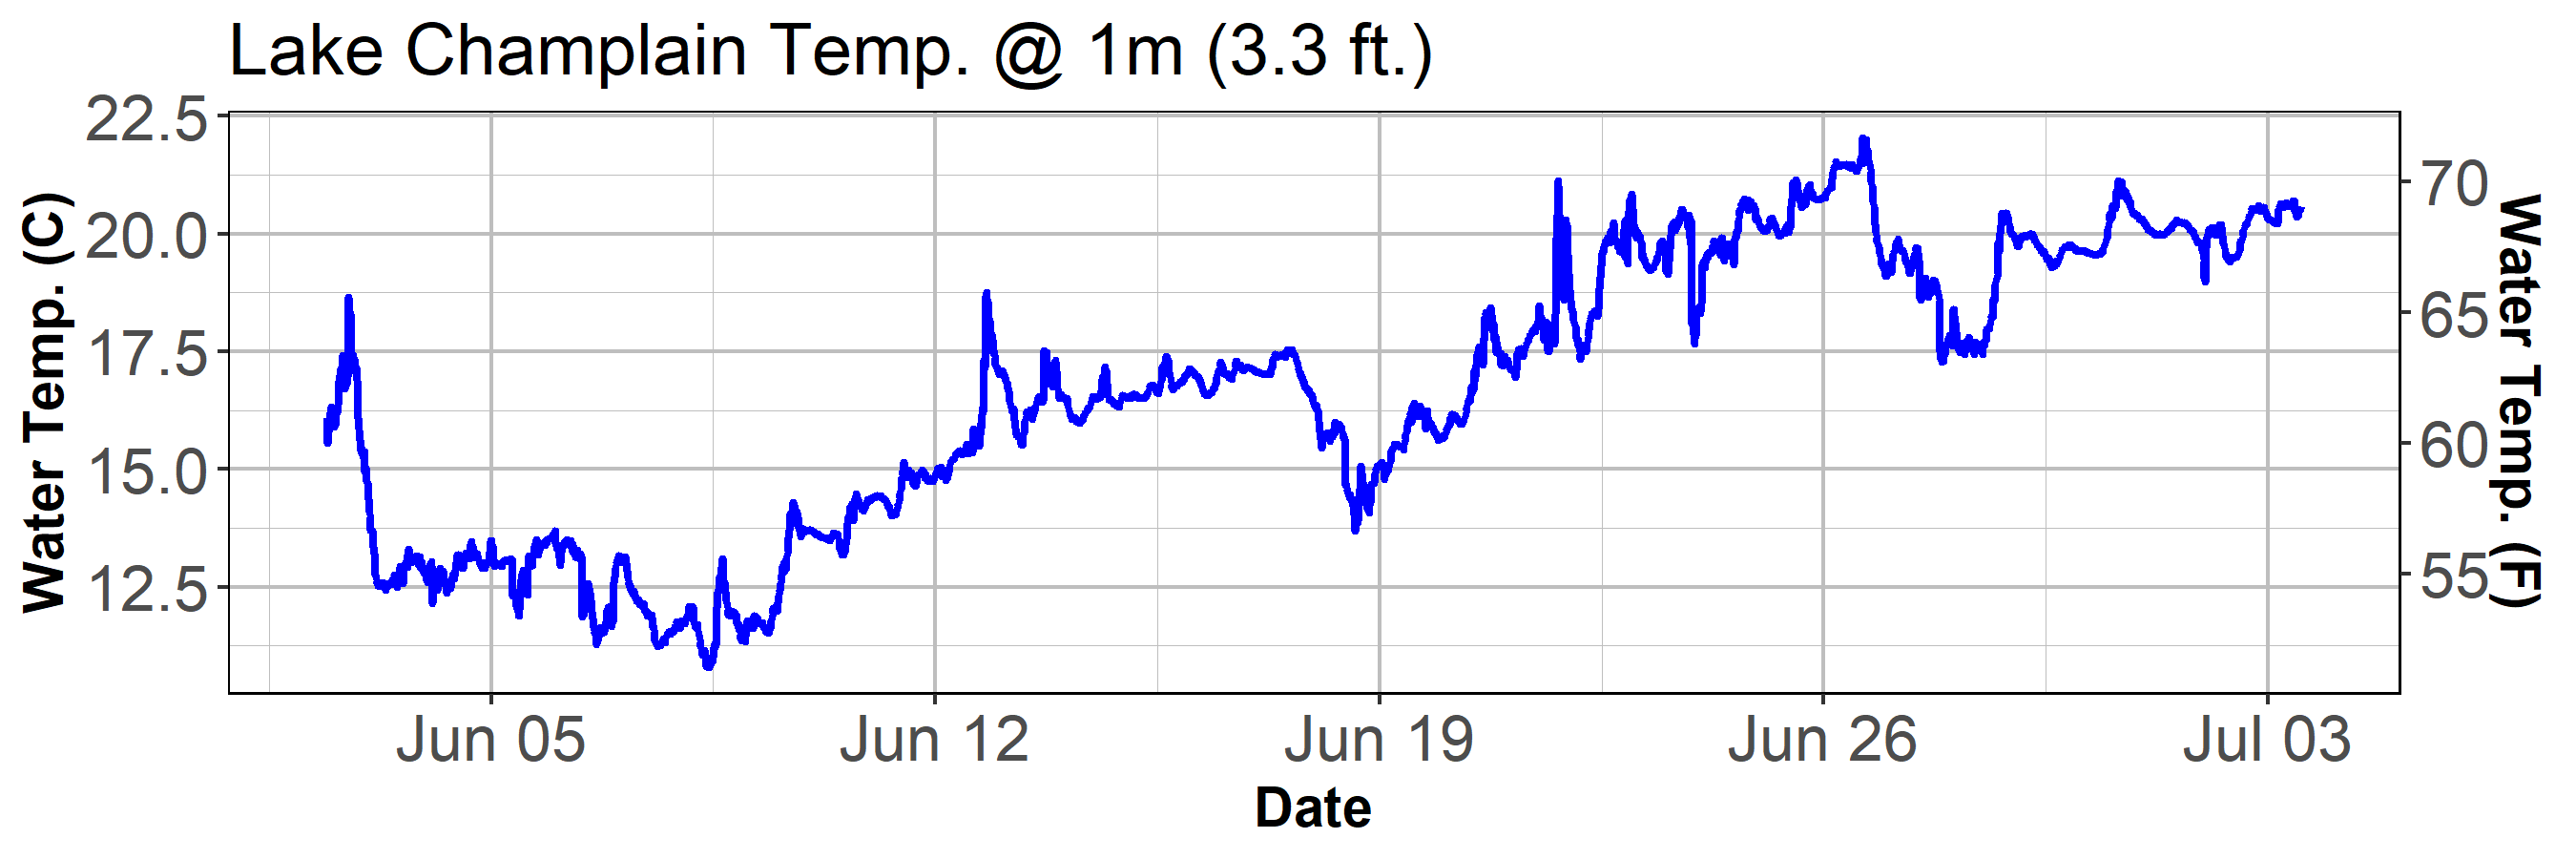 Lake Champlain Temp. @ 1m (3.3 ft.)
Water Temp. (C)
22.5
20.0
17.5
15.0
12.5
70
65
60
55
Water Temp. (F)
Jun 05 Jun 12 Jun 19 Jun 26 Jul 03
Date